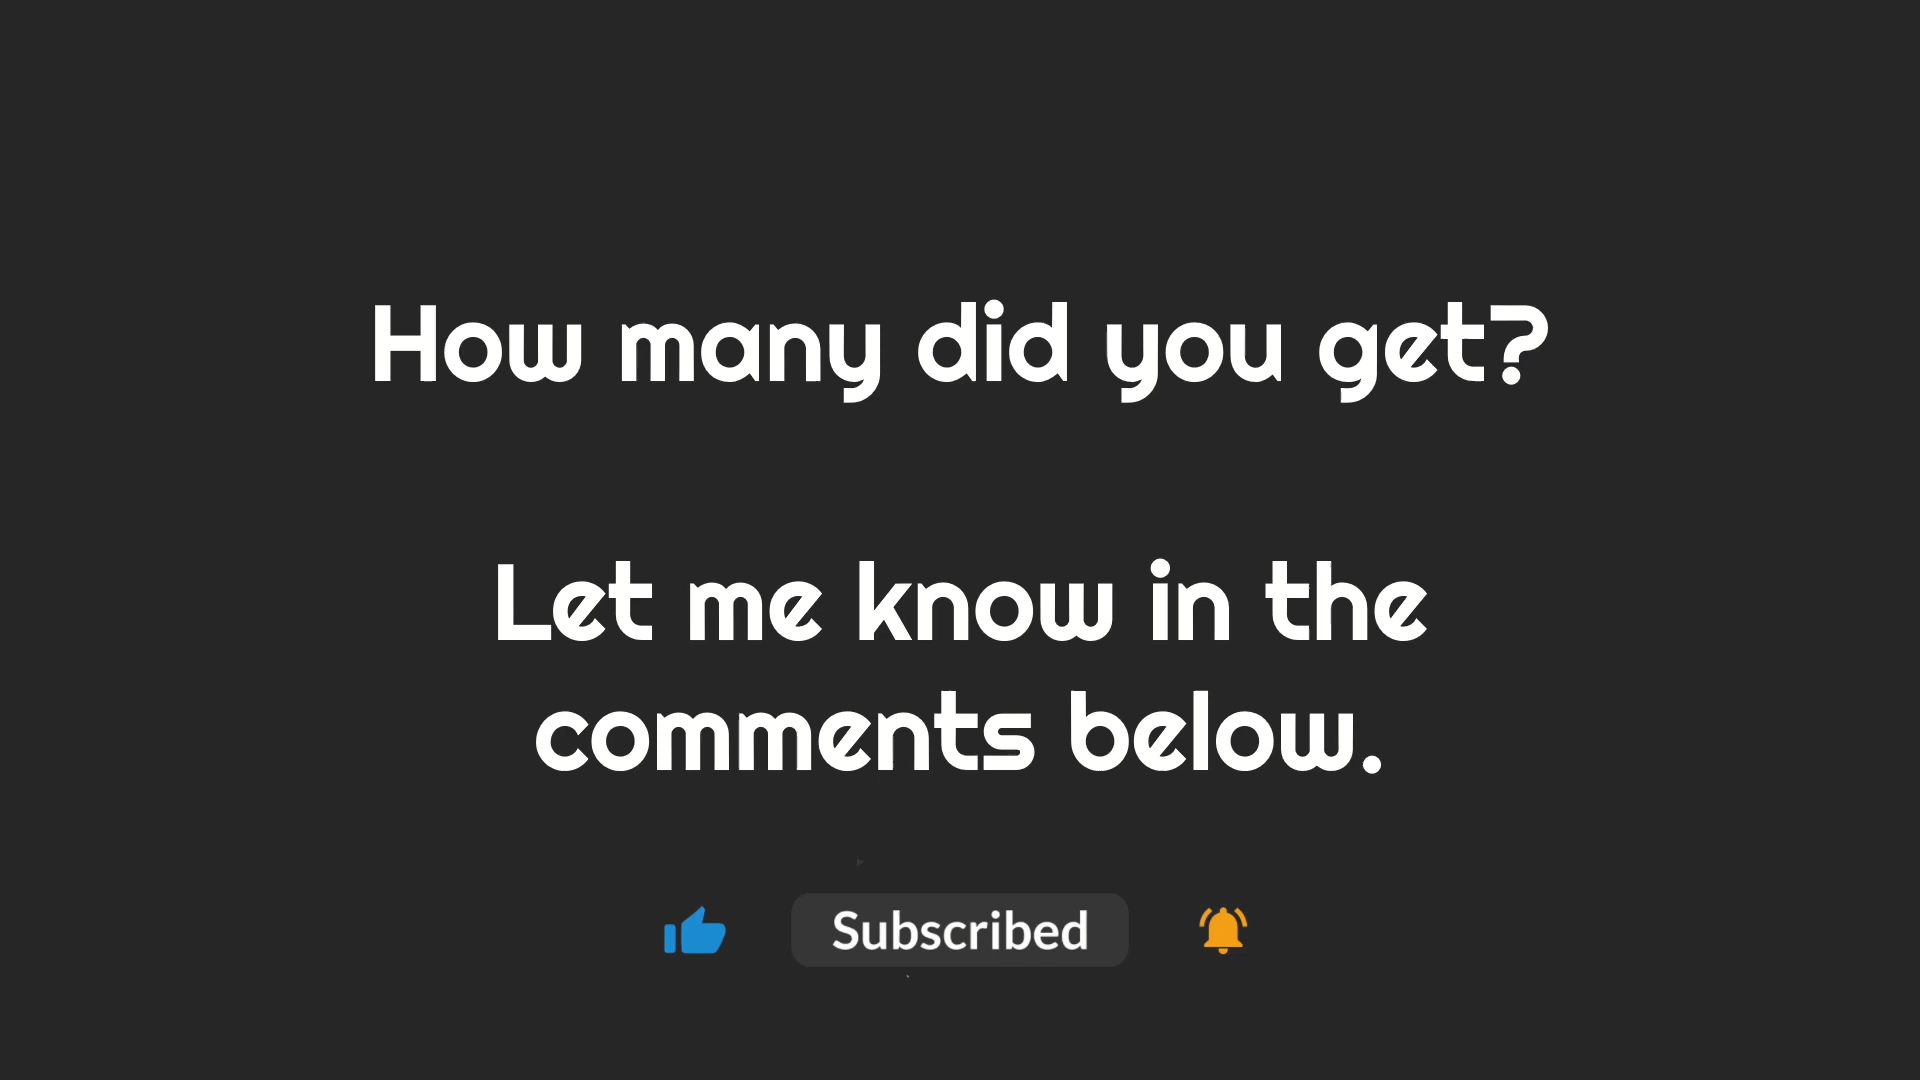 How many did you get?
Let me know in the
comments below.
Subscribed